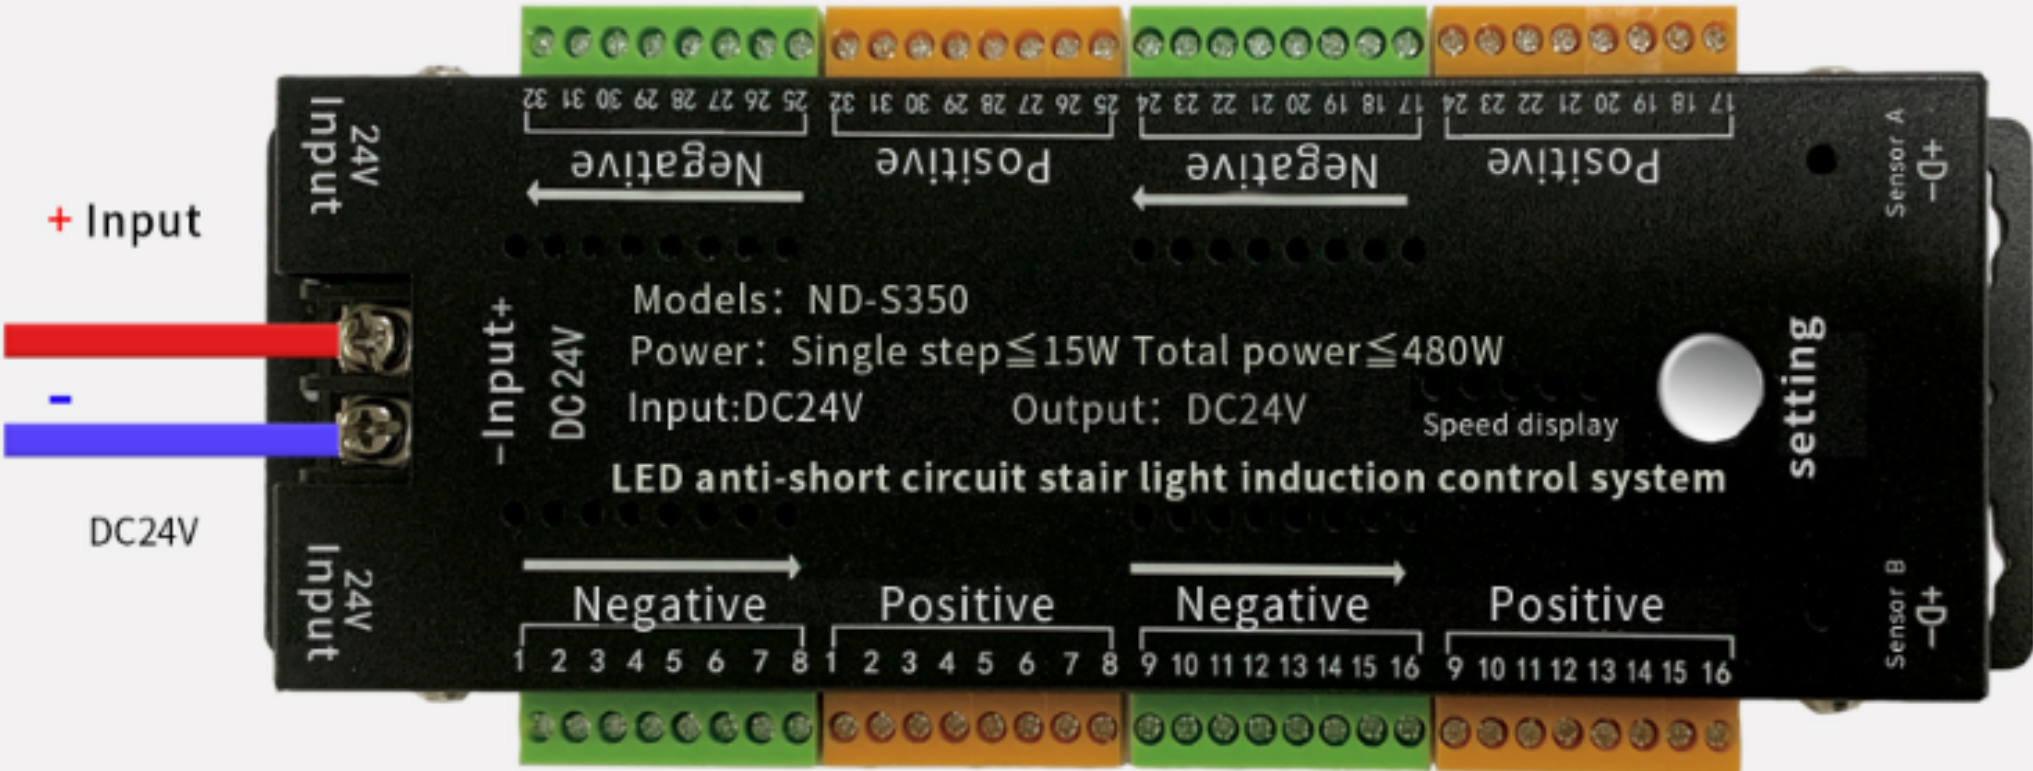 32 31 30 29 28 27 26 25
32 31 30 29 28 27 26 25
24 23 22 21 20 19 18 17
24 23 22 21 20 19 18 17
Negative
Positive
Negative
Positive
24V
Input
Sensor A
+D−
+ Input
-
DC24V
−Input+
DC24V
Models: ND-S350
Power: Single step≦15W Total power≦480W
Input:DC24V Output: DC24V
Speed display
setting
LED anti-short circuit stair light induction control system
24V
Input
Negative
Positive
Negative
Positive
1 2 3 4 5 6 7 8
1 2 3 4 5 6 7 8
9 10 11 12 13 14 15 16
9 10 11 12 13 14 15 16
Sensor B
+D−